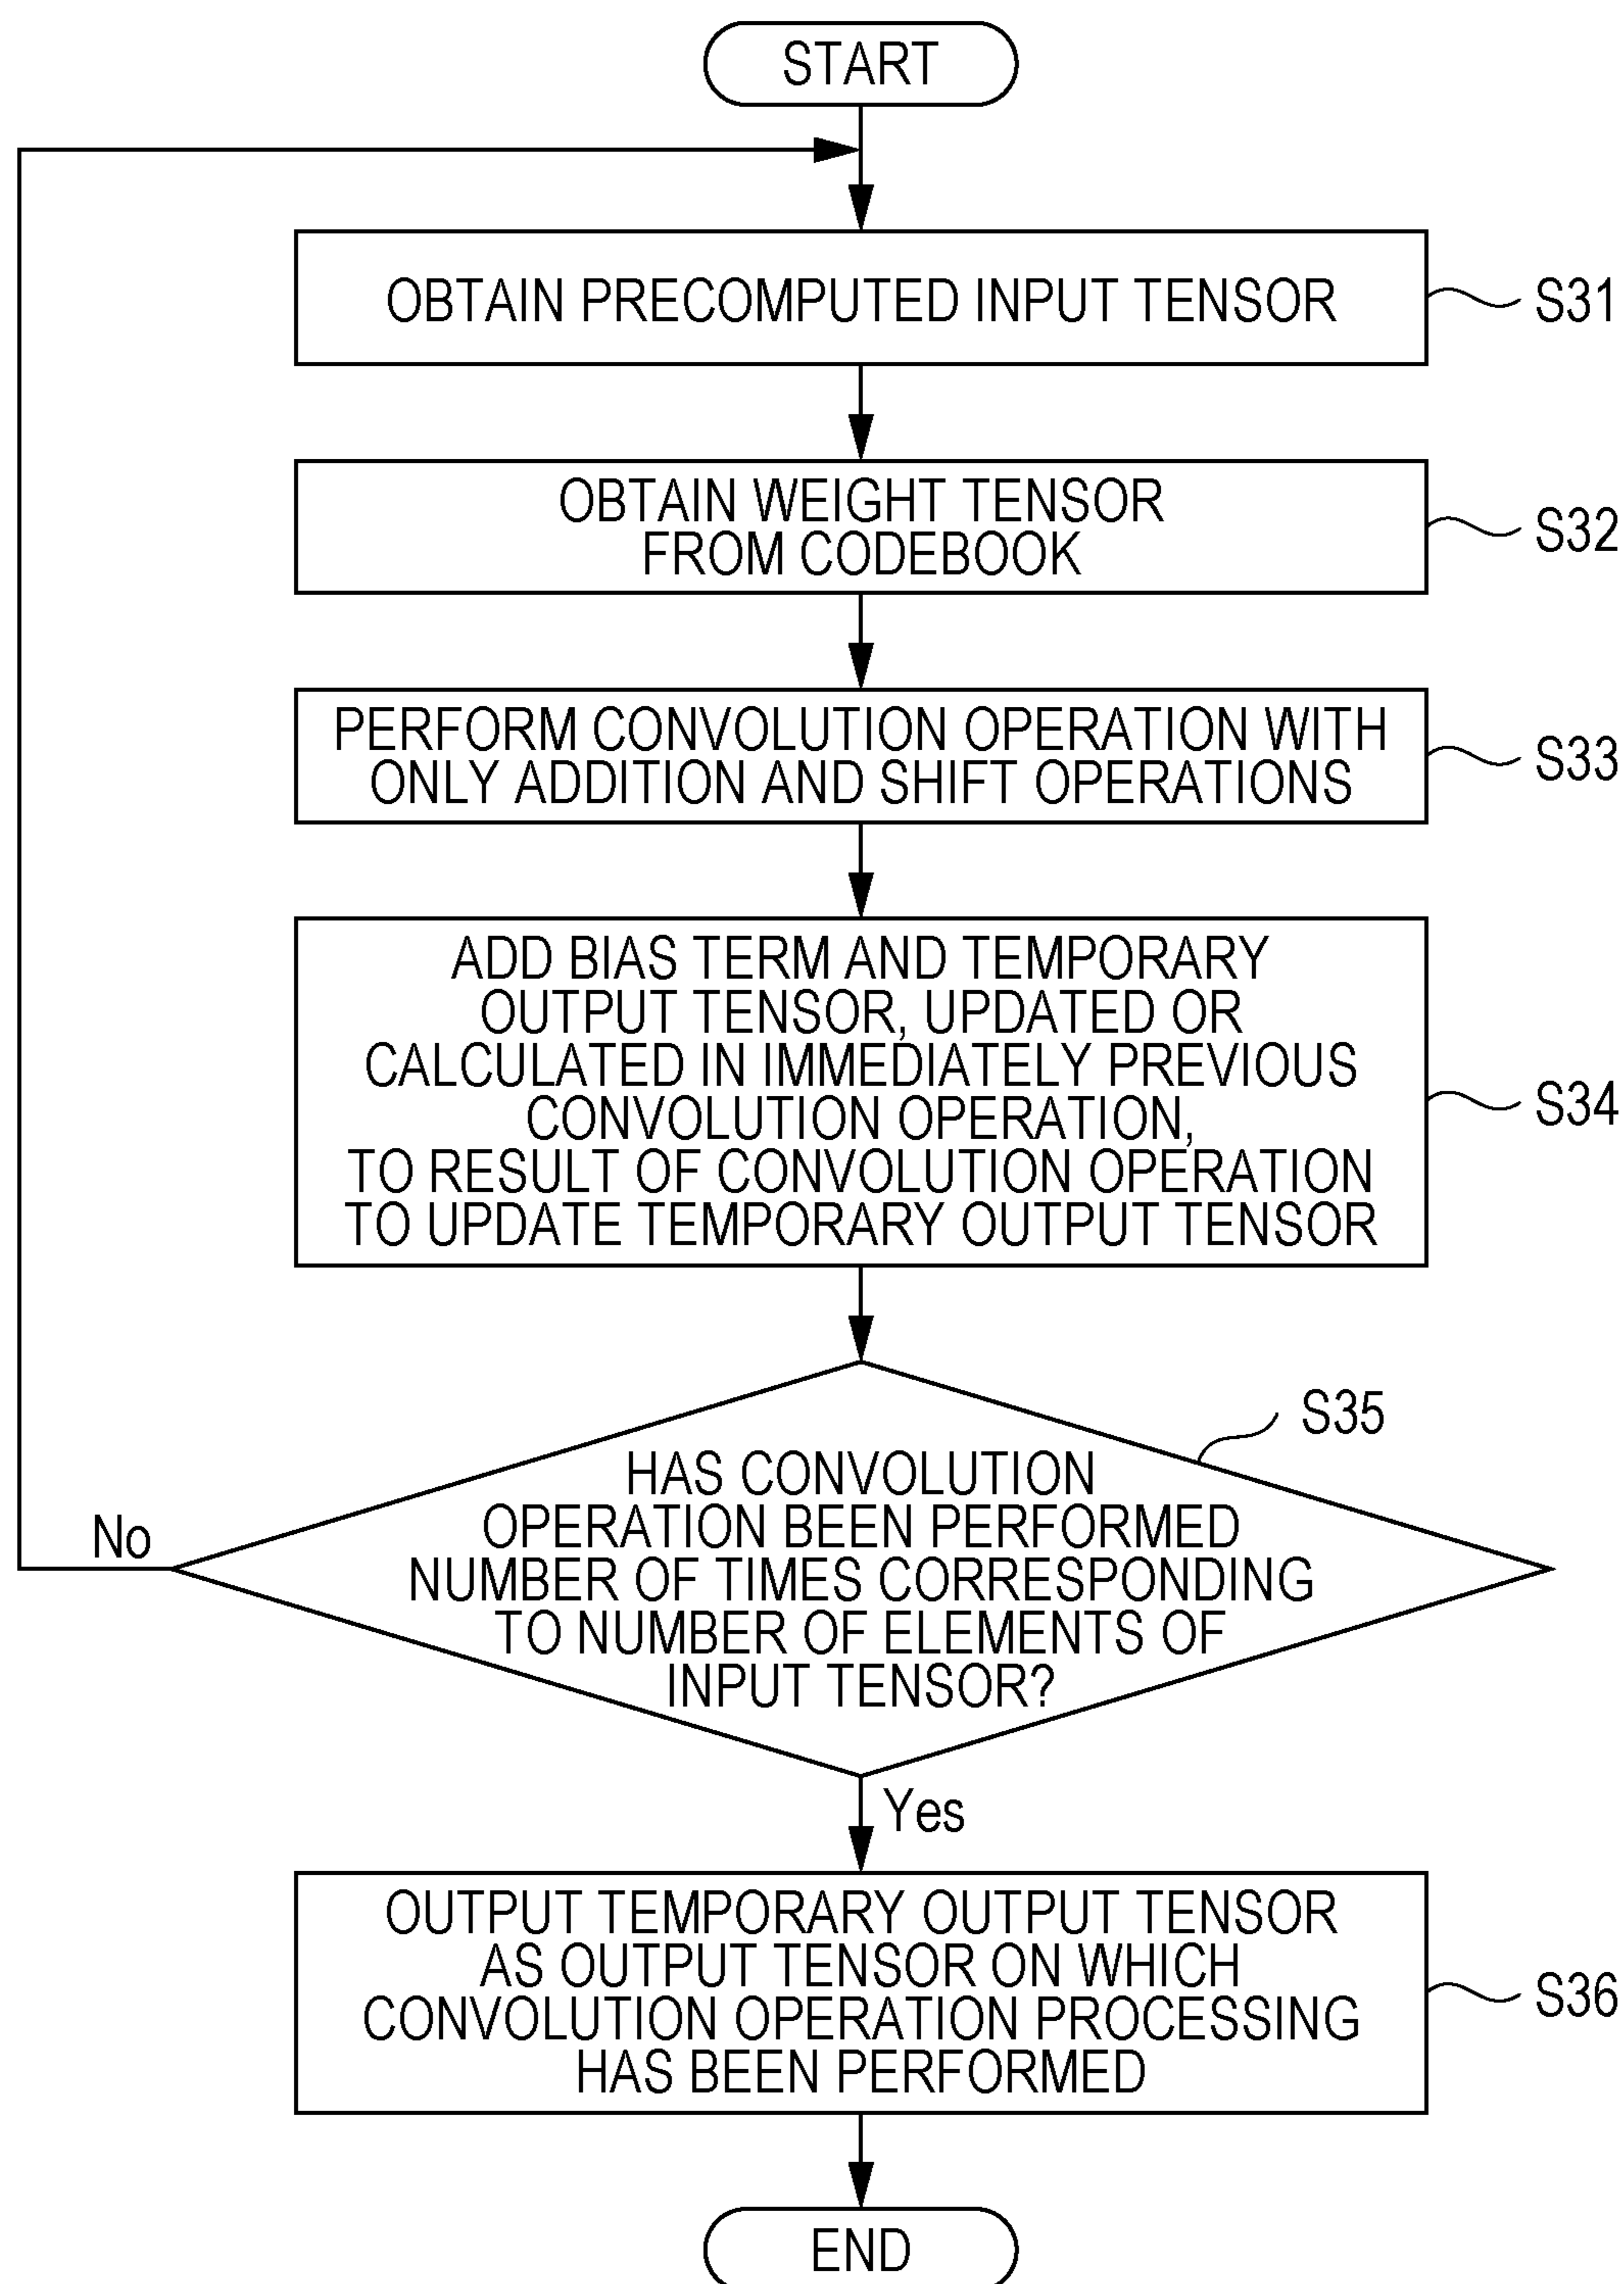 START
OBTAIN PRECOMPUTED INPUT TENSOR
S31
OBTAIN WEIGHT TENSOR
FROM CODEBOOK
S32
PERFORM CONVOLUTION OPERATION WITH
ONLY ADDITION AND SHIFT OPERATIONS
S33
ADD BIAS TERM AND TEMPORARY
OUTPUT TENSOR, UPDATED OR
CALCULATED IN IMMEDIATELY PREVIOUS
CONVOLUTION OPERATION,
TO RESULT OF CONVOLUTION OPERATION
TO UPDATE TEMPORARY OUTPUT TENSOR
S34
S35
HAS CONVOLUTION
OPERATION BEEN PERFORMED
NUMBER OF TIMES CORRESPONDING
TO NUMBER OF ELEMENTS OF
INPUT TENSOR?
No
Yes
OUTPUT TEMPORARY OUTPUT TENSOR
AS OUTPUT TENSOR ON WHICH
CONVOLUTION OPERATION PROCESSING
HAS BEEN PERFORMED
S36
END